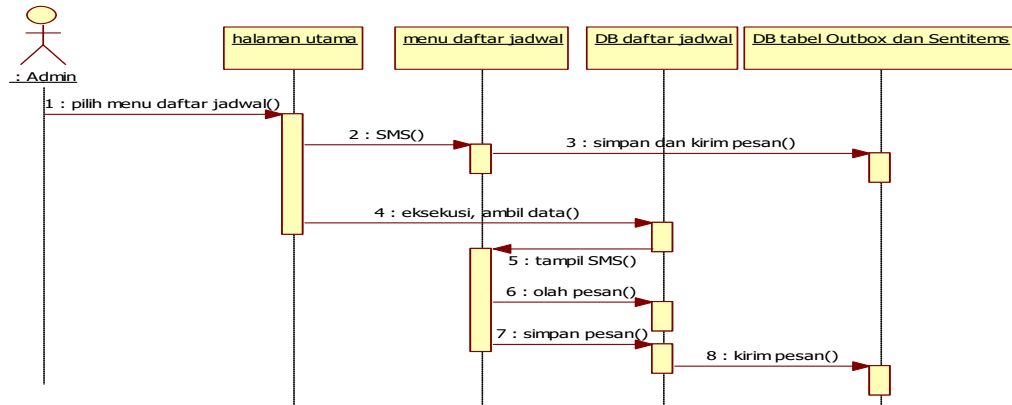 halaman utama
menu daftar jadwal
DB daftar jadwal
DB tabel Outbox dan Sentitems
: Admin
1 : pilih menu daftar jadwal()
2 : SMS()
3 : simpan dan kirim pesan()
4 : eksekusi, ambil data()
5 : tampil SMS()
6 : olah pesan()
7 : simpan pesan()
8 : kirim pesan()